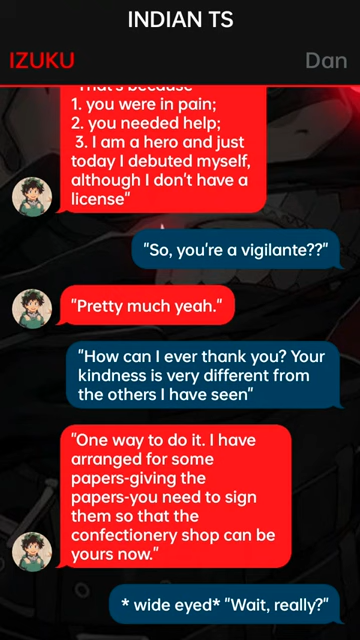 INDIAN TS
IZUKU
Dan
"That's because
1. you were in pain;
2. you needed help;
3. I am a hero and just
today I debuted myself,
although I don't have a
license"
"So, you're a vigilante??"
"Pretty much yeah."
"How can I ever thank you? Your
kindness is very different from
the others I have seen"
"One way to do it. I have
arranged for some
papers-giving the
papers-you need to sign
them so that the
confectionery shop can be
yours now."
* wide eyed* "Wait, really?"